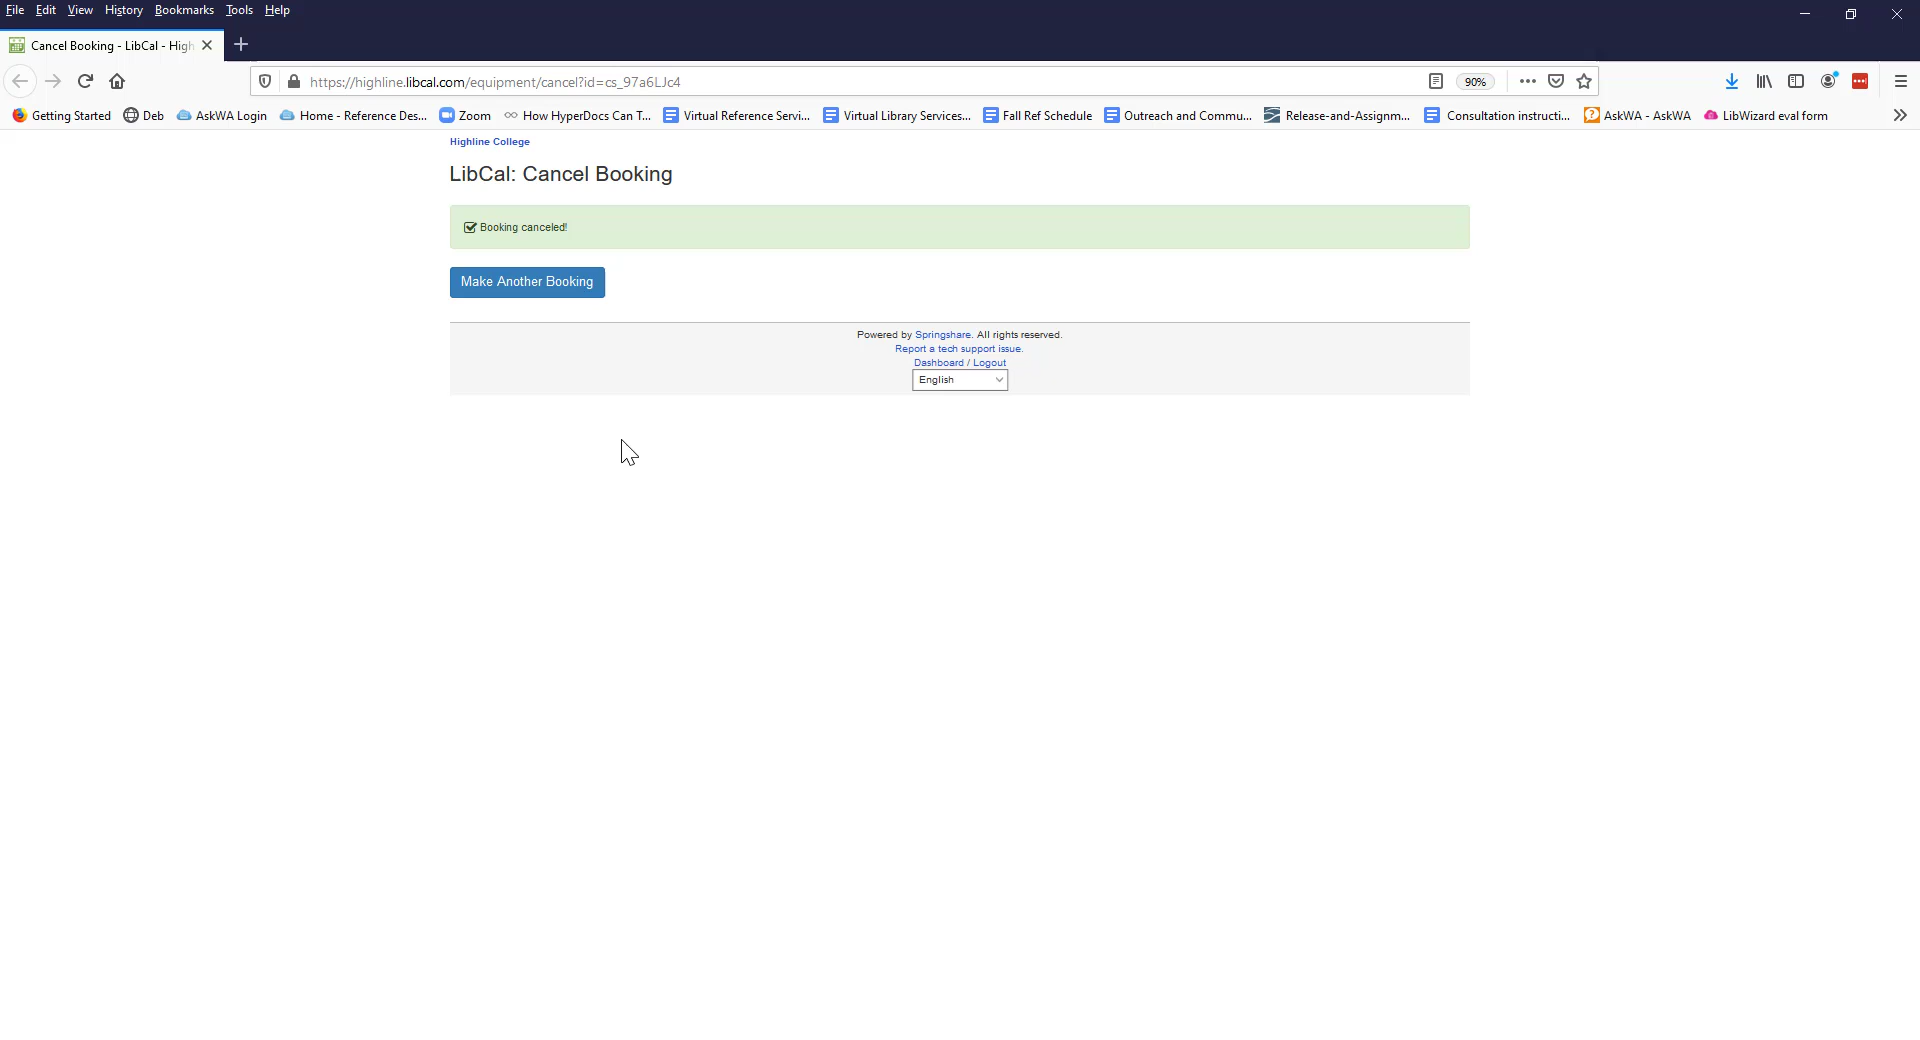 File Edit View History Bookmarks Tools Help
Cancel Booking - LibCal - High
https://highline.libcal.com/equipment/cancel?id=cs_97a6LJc4
90%
Getting Started Deb AskWA Login Home - Reference Des... Zoom How HyperDocs Can T... Virtual Reference Servi... Virtual Library Services... Fall Ref Schedule Outreach and Commu... Release-and-Assignm... Consultation instructi... AskWA - AskWA LibWizard eval form
Highline College
LibCal: Cancel Booking
Booking canceled!
Make Another Booking
Powered by Springshare. All rights reserved.
Report a tech support issue.
Dashboard / Logout
English